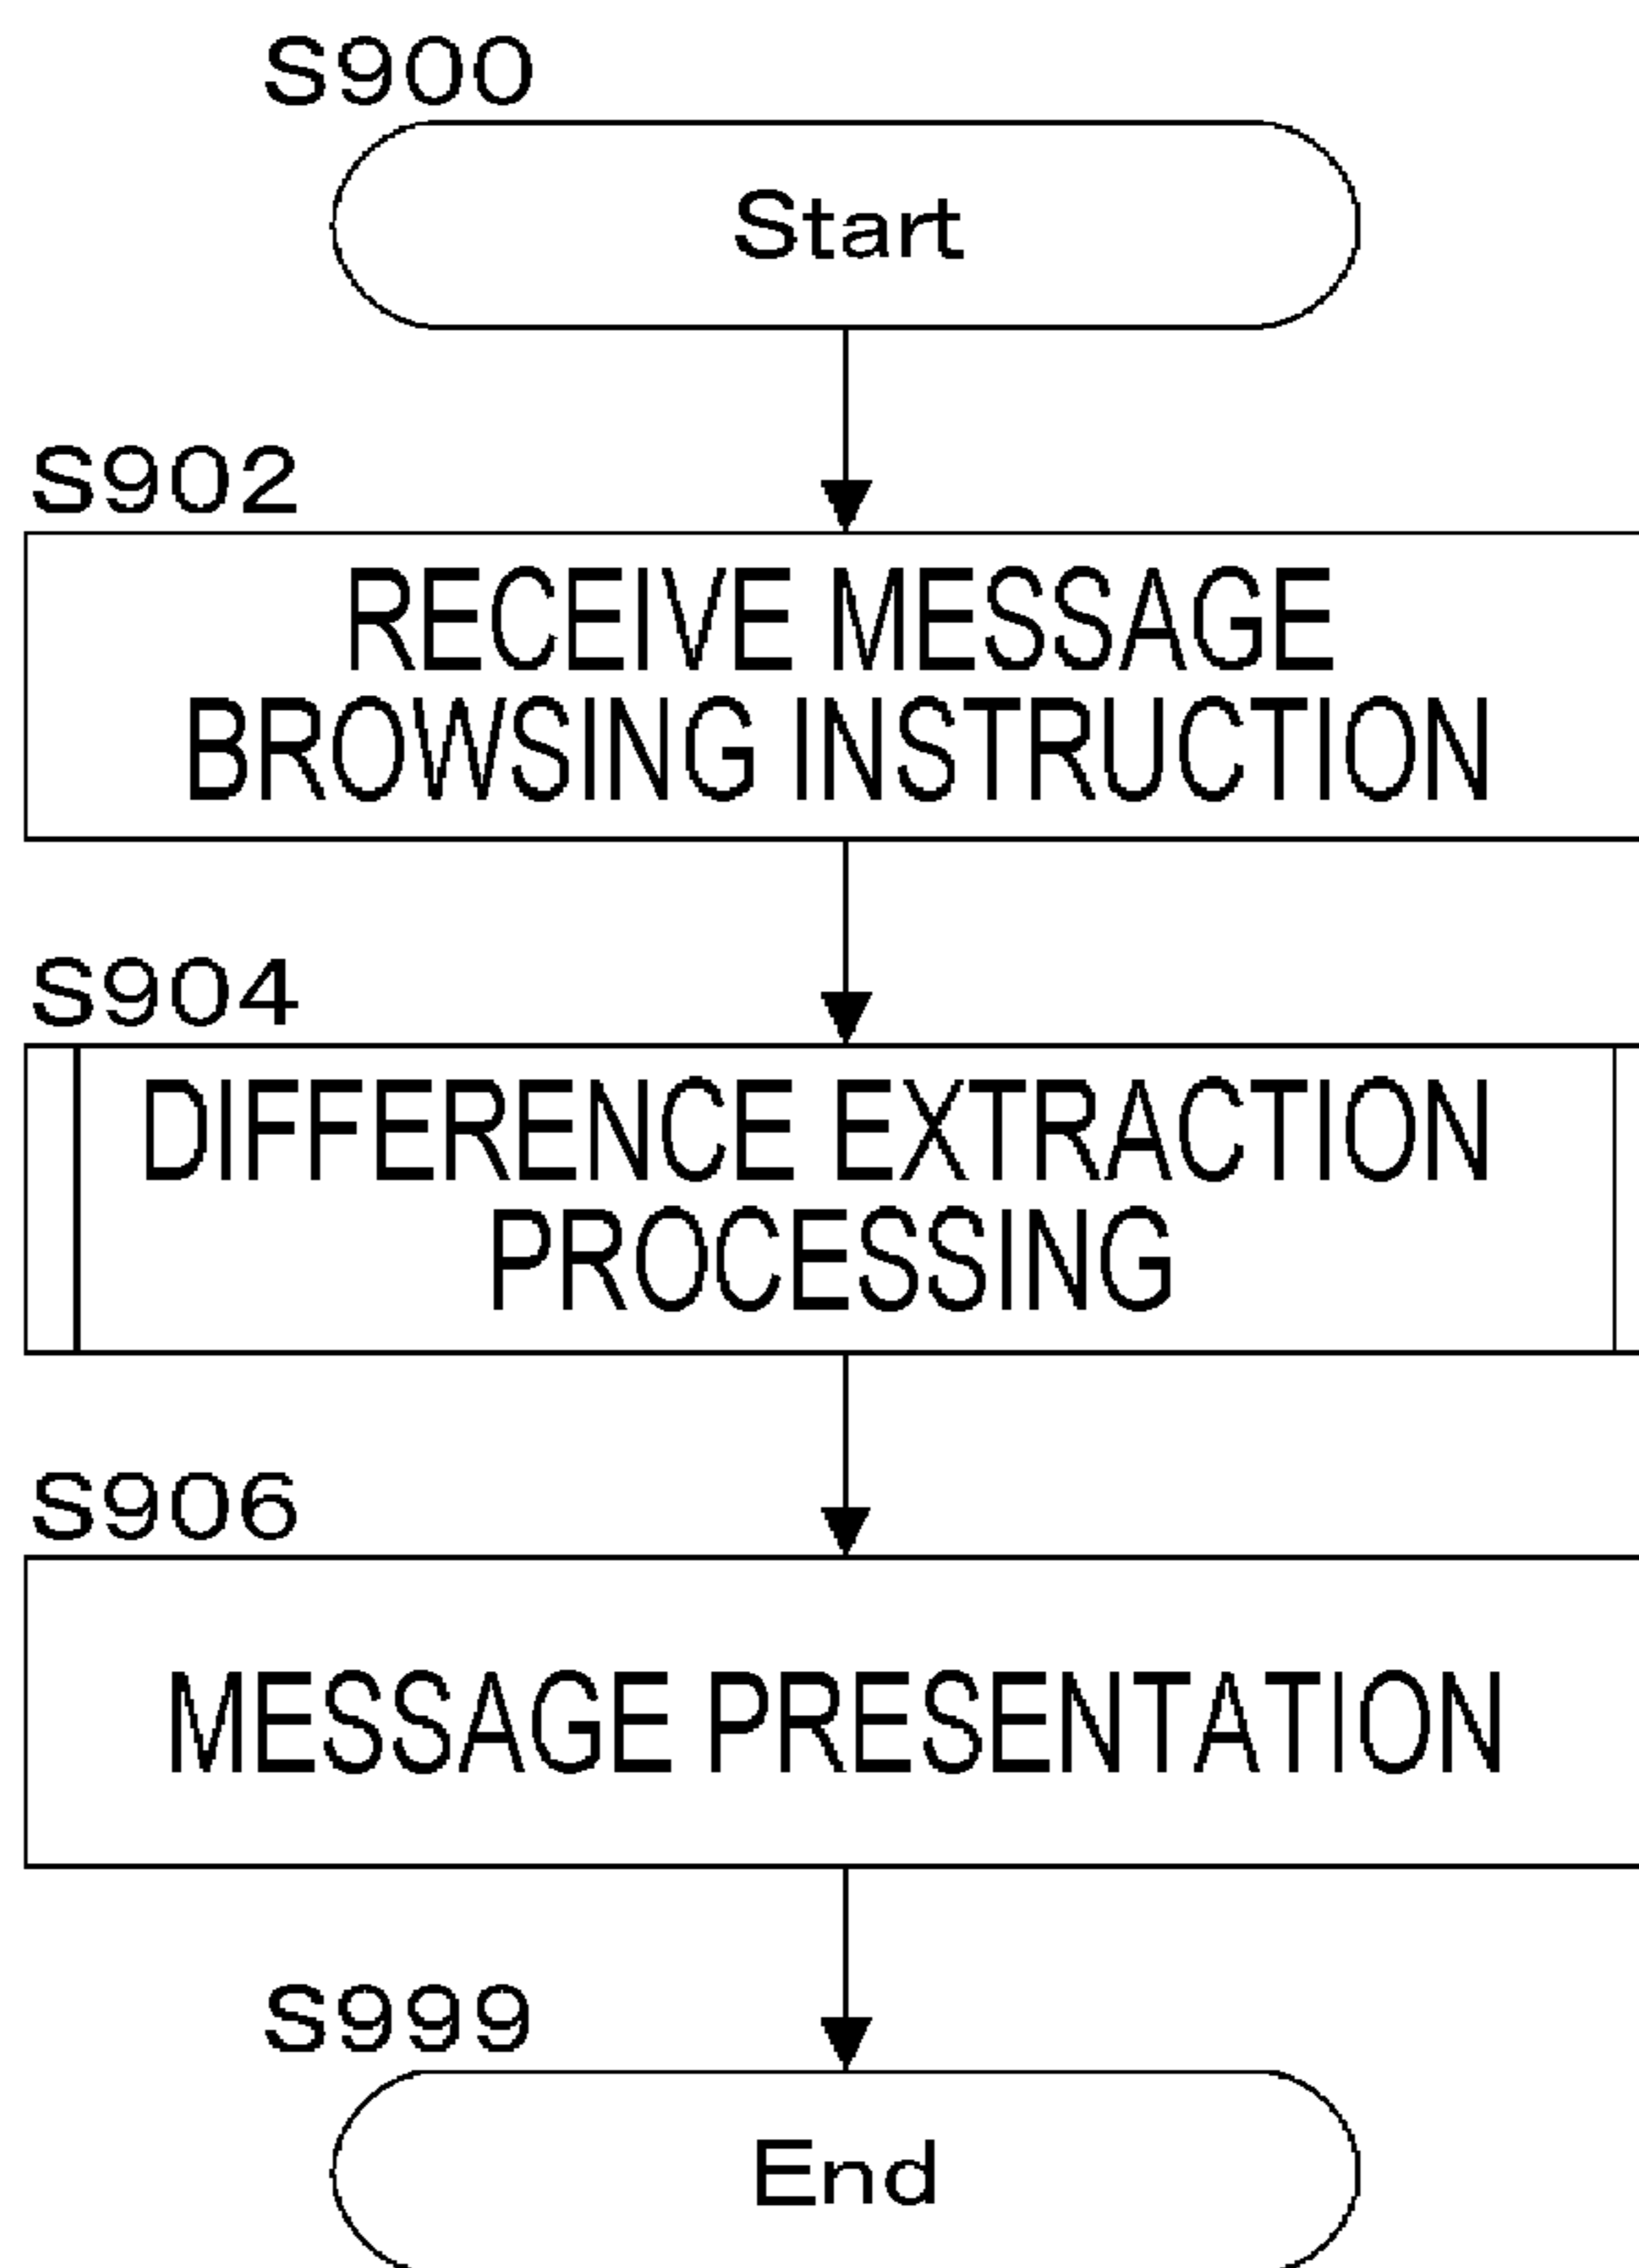 S900
Start
S902
RECEIVE MESSAGE
BROWSING INSTRUCTION
S904
DIFFERENCE EXTRACTION
PROCESSING
S906
MESSAGE PRESENTATION
S999
End